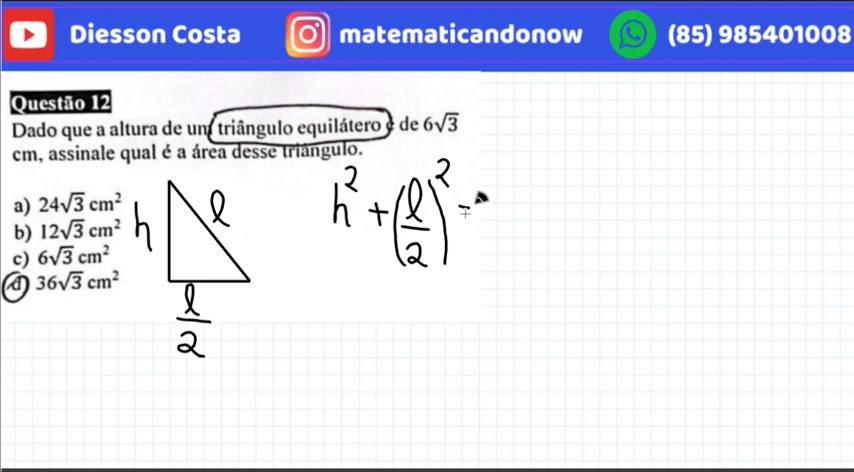 Diesson Costa matematicandonow (85) 985401008
Questão 12
Dado que a altura de um triângulo equilátero é de 6√3
cm, assinale qual é a área desse triângulo.
a) 24√3 cm²
b) 12√3 cm²
c) 6√3 cm²
d) 36√3 cm²
h
ℓ
ℓ/2
h² + (ℓ/2)² =